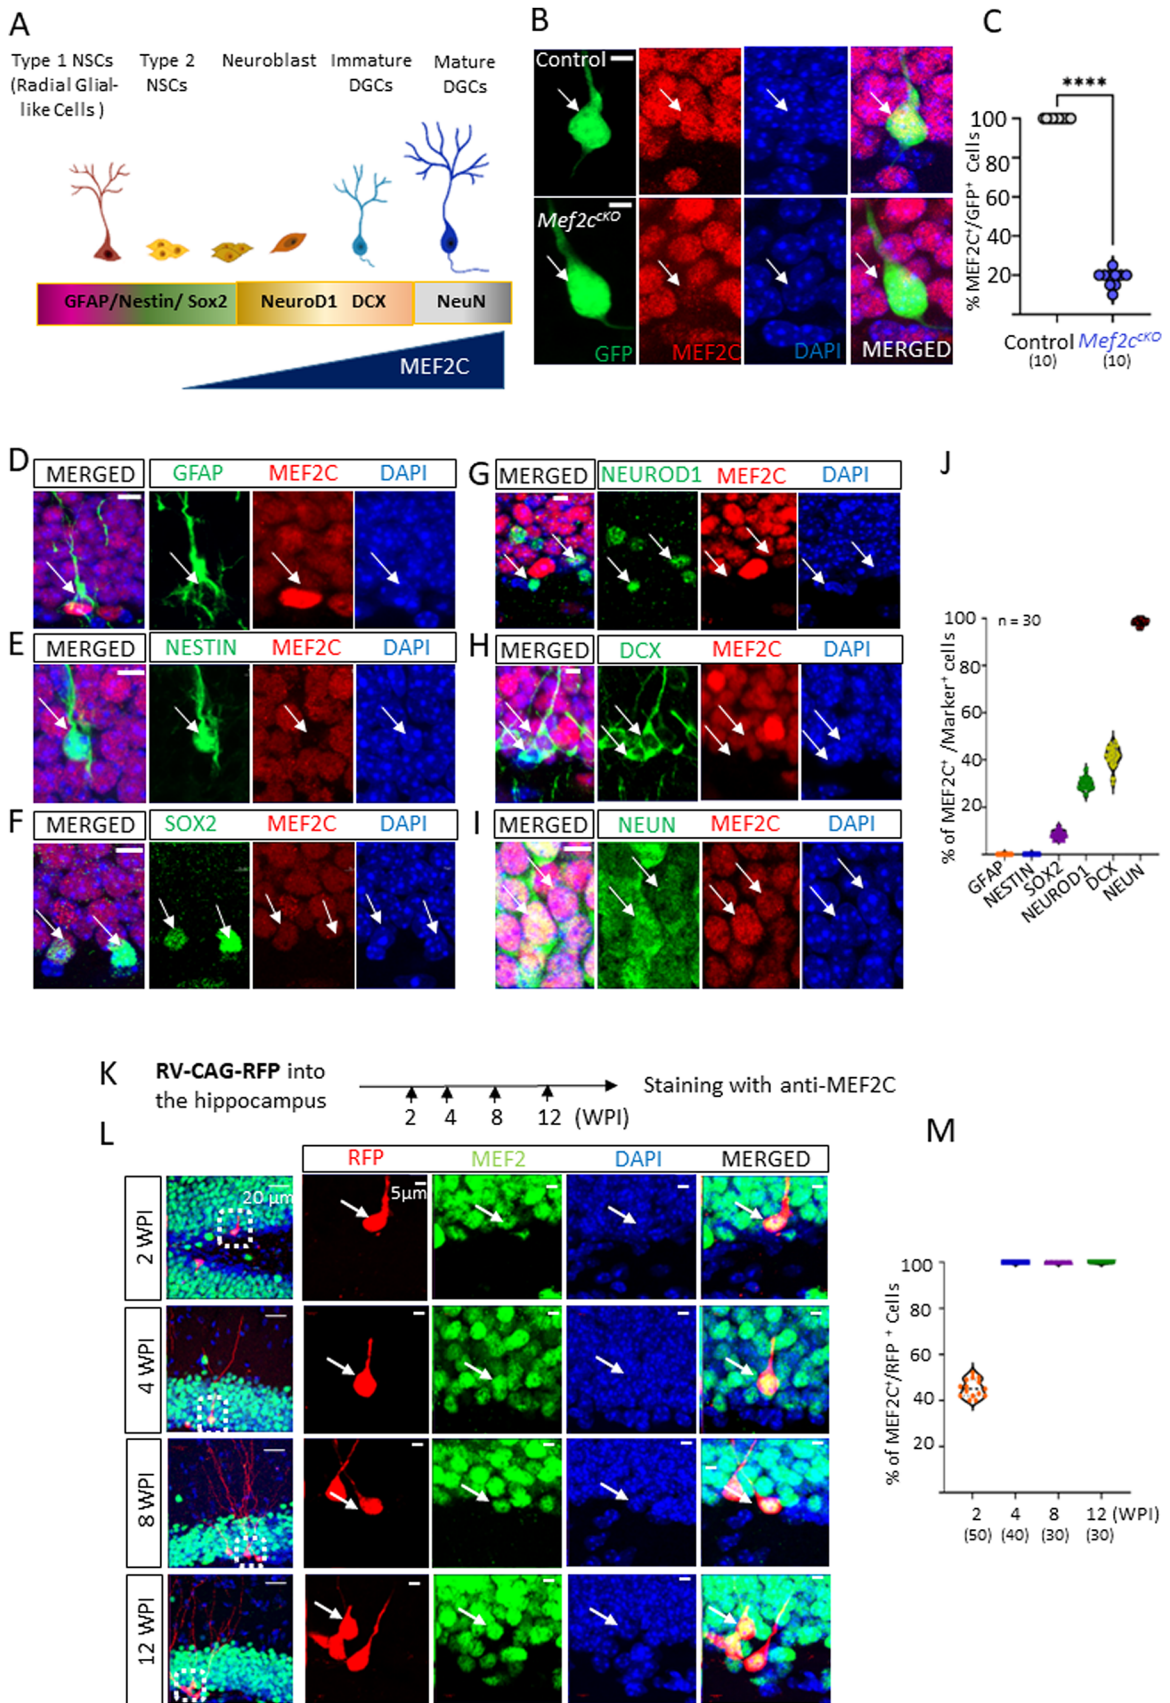 A
Type 1 NSCs
(Radial Glial-
like Cells )
Type 2
NSCs
Neuroblast
Immature
DGCs
Mature
DGCs
GFAP/Nestin/ Sox2
NeuroD1 DCX
NeuN
MEF2C
B
Control
Mef2c^cKO
GFP
MEF2C
DAPI
MERGED
C
% MEF2C⁺/GFP⁺ Cells
****
100
80
60
40
20
Control
(10)
Mef2c^cKO
(10)
D
MERGED
GFAP
MEF2C
DAPI
E
MERGED
NESTIN
MEF2C
DAPI
F
MERGED
SOX2
MEF2C
DAPI
G
MERGED
NEUROD1
MEF2C
DAPI
H
MERGED
DCX
MEF2C
DAPI
I
MERGED
NEUN
MEF2C
DAPI
J
% of MEF2C⁺ /Marker⁺ cells
n = 30
100
80
60
40
20
GFAP
NESTIN
SOX2
NEUROD1
DCX
NEUN
K
RV-CAG-RFP into
the hippocampus
2 4 8 12 (WPI)
Staining with anti-MEF2C
L
RFP
MEF2
DAPI
MERGED
20 µm
5µm
2 WPI
4 WPI
8 WPI
12 WPI
M
% of MEF2C⁺/RFP ⁺ Cells
100
80
60
40
20
2 4 8 12 (WPI)
(50) (40) (30) (30)